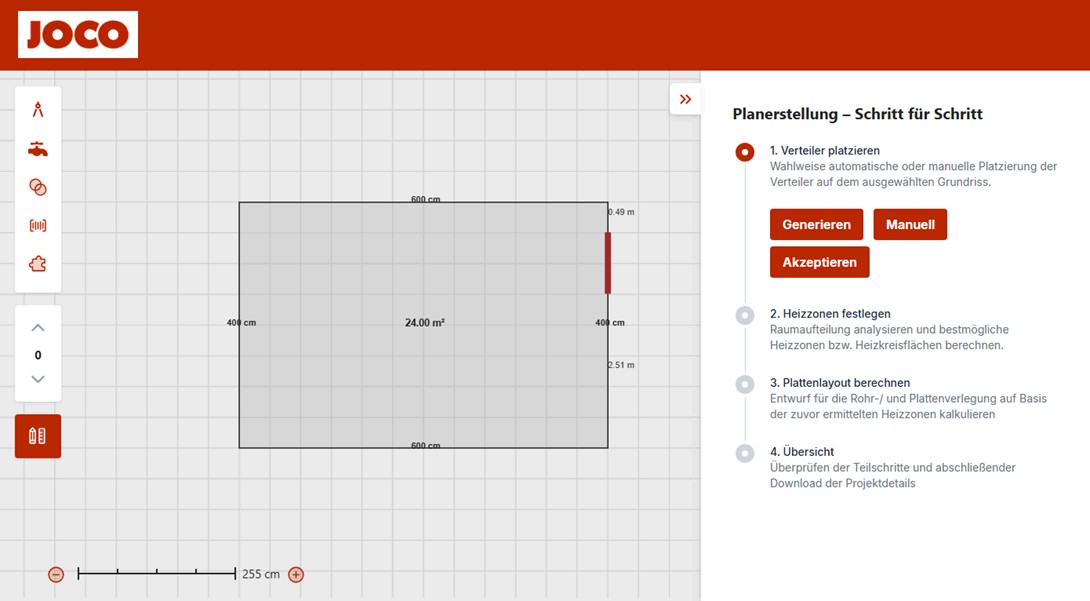 JOCO
Planerstellung – Schritt für Schritt
1. Verteiler platzieren
Wahlweise automatische oder manuelle Platzierung der
Verteiler auf dem ausgewählten Grundriss.
Generieren
Manuell
Akzeptieren
2. Heizzonen festlegen
Raumaufteilung analysieren und bestmögliche
Heizzonen bzw. Heizkreisflächen berechnen.
3. Plattenlayout berechnen
Entwurf für die Rohr-/ und Plattenverlegung auf Basis
der zuvor ermittelten Heizzonen kalkulieren
4. Übersicht
Überprüfen der Teilschritte und abschließender
Download der Projektdetails
600 cm
0.49 m
400 cm
24.00 m²
400 cm
2.51 m
600 cm
0
255 cm